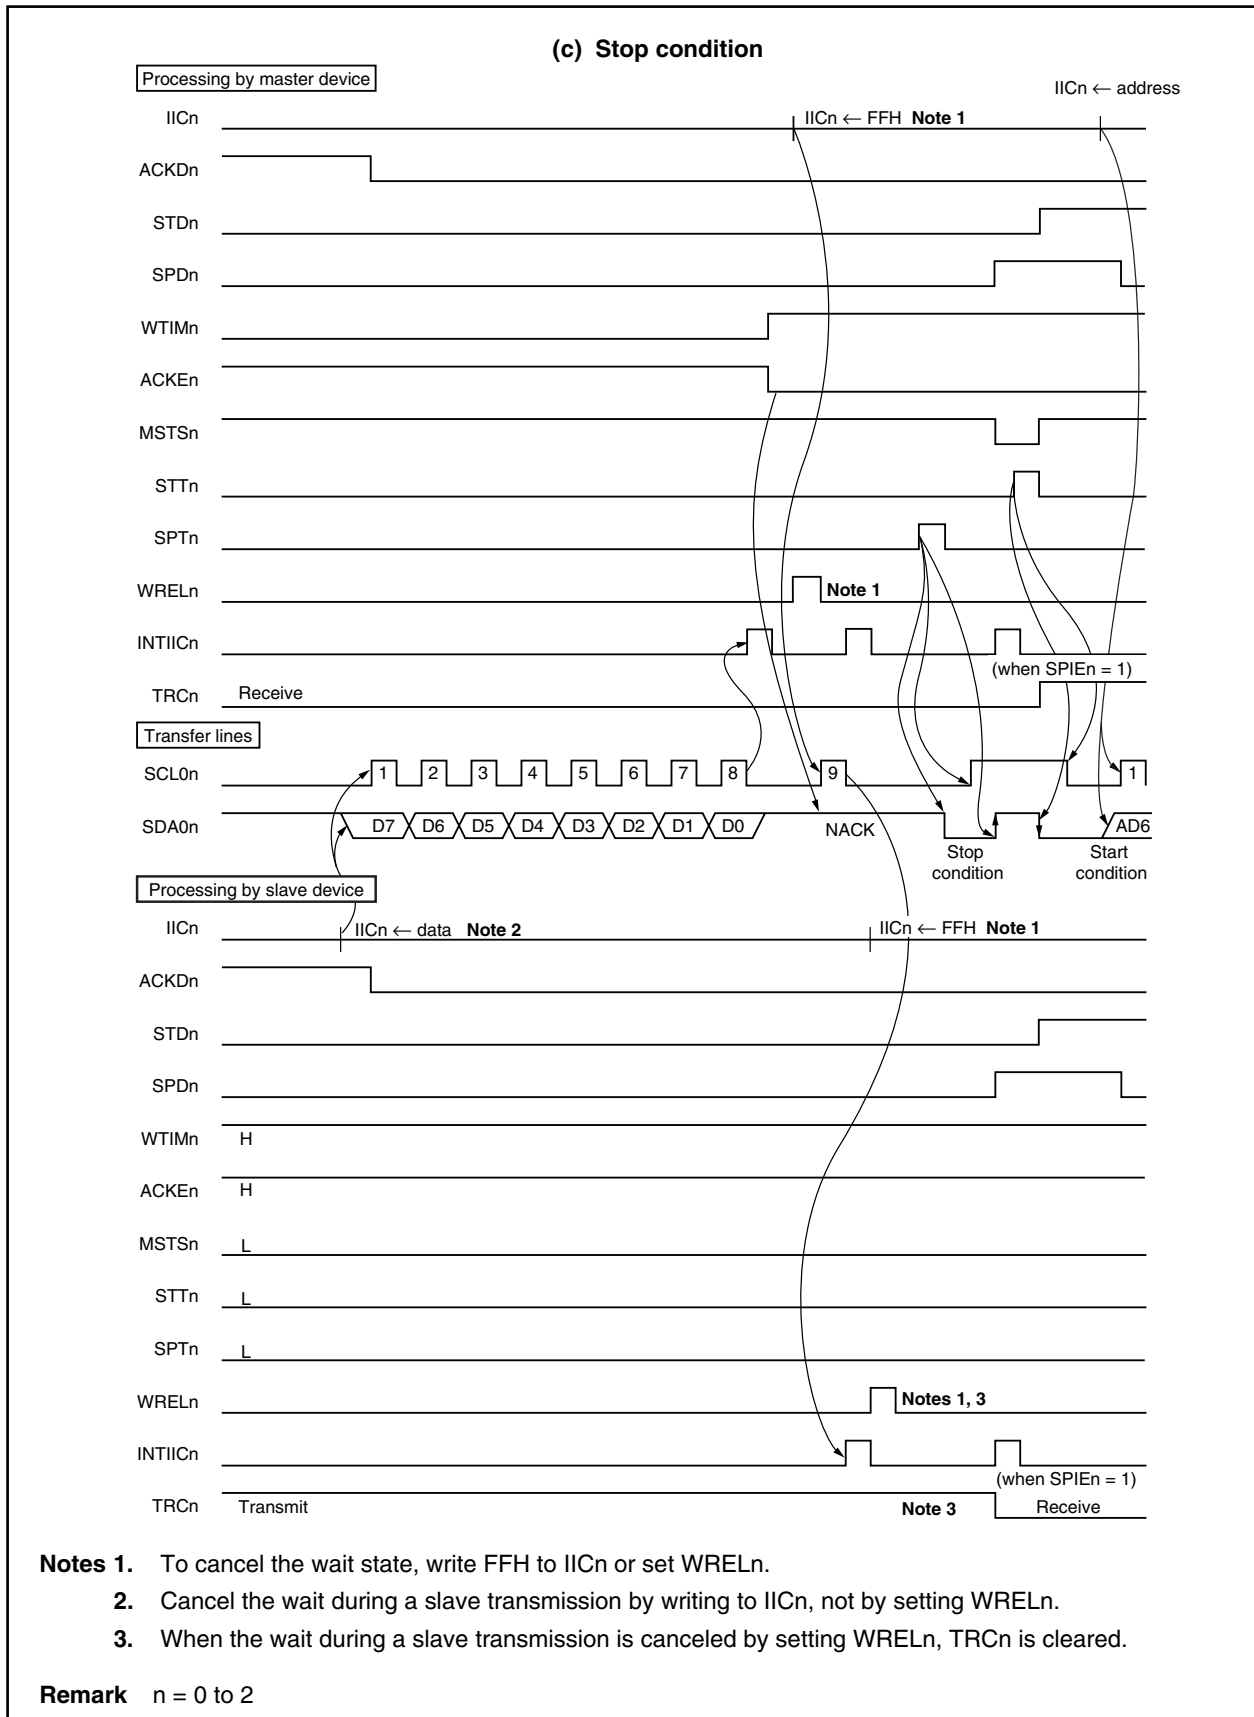 (c) Stop condition
Processing by master device
IICn ← address
IICn
IICn ← FFH Note 1
ACKDn
STDn
SPDn
WTIMn
ACKEn
MSTSn
STTn
SPTn
WRELn
Note 1
INTIICn
(when SPIEn = 1)
TRCn
Receive
Transfer lines
SCL0n
1 2 3 4 5 6 7 8 9 1
SDA0n
D7 D6 D5 D4 D3 D2 D1 D0 NACK AD6
Stop condition
Start condition
Processing by slave device
IICn
IICn ← data Note 2
IICn ← FFH Note 1
ACKDn
STDn
SPDn
WTIMn H
ACKEn H
MSTSn L
STTn L
SPTn L
WRELn
Notes 1, 3
INTIICn
(when SPIEn = 1)
TRCn Transmit Note 3 Receive
Notes 1. To cancel the wait state, write FFH to IICn or set WRELn.
2. Cancel the wait during a slave transmission by writing to IICn, not by setting WRELn.
3. When the wait during a slave transmission is canceled by setting WRELn, TRCn is cleared.
Remark n = 0 to 2